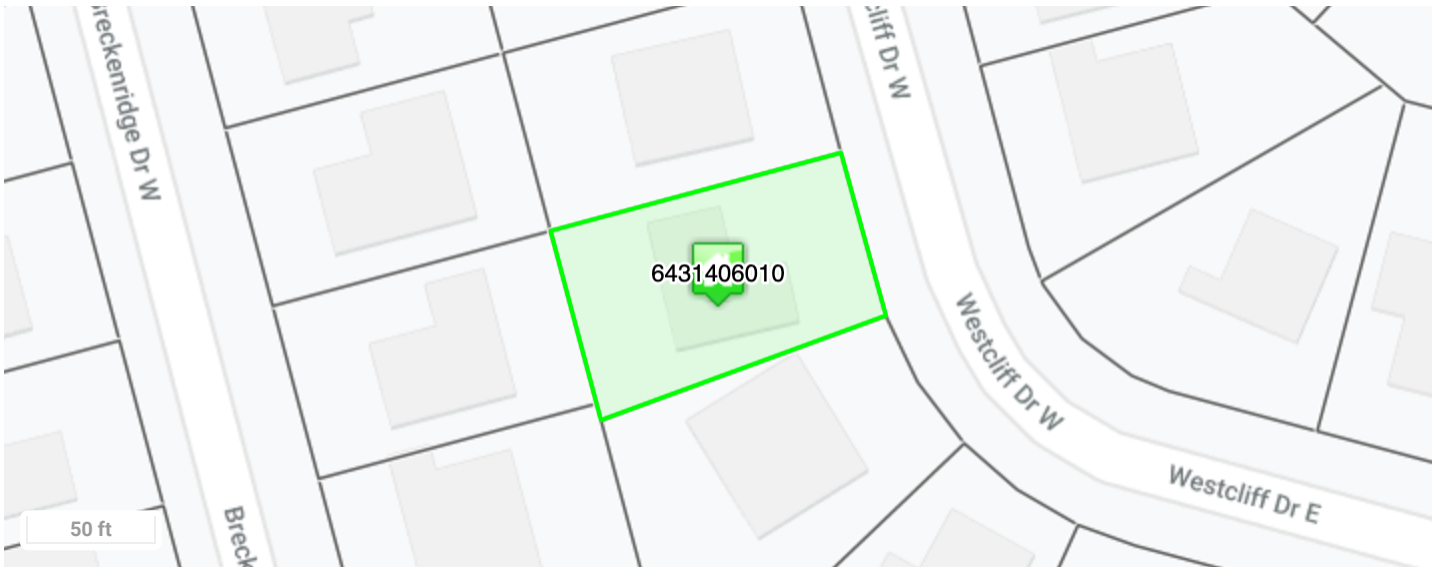 Breckenridge Dr W
cliff Dr W
6431406010
Westcliff Dr W
Westcliff Dr E
50 ft
Breck